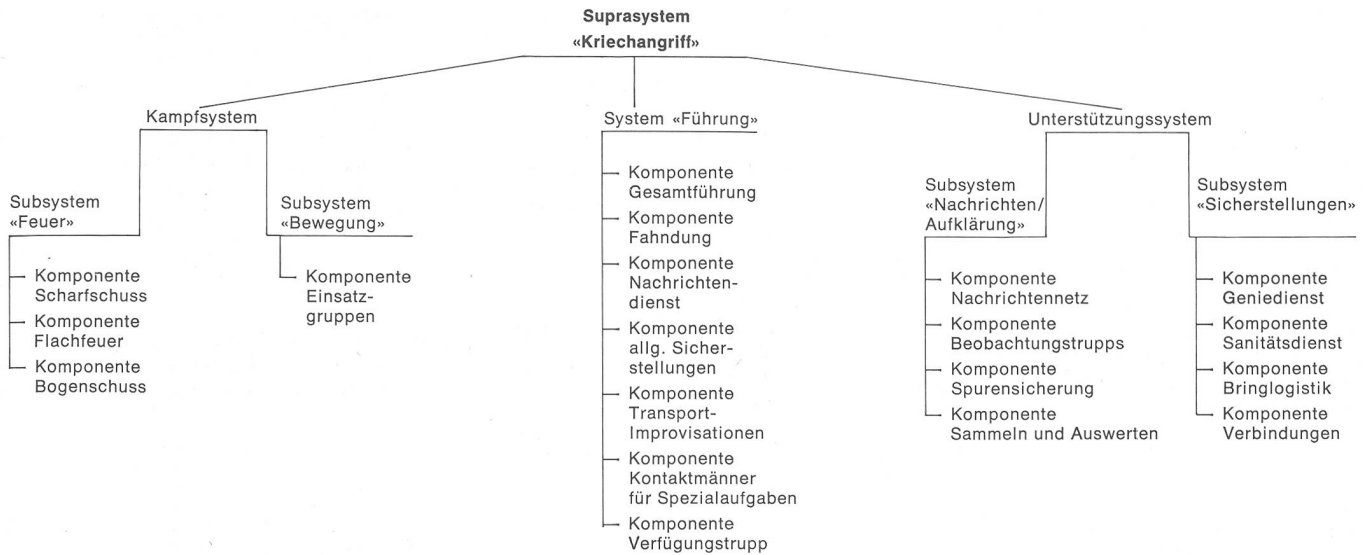 Suprasystem
«Kriechangriff»
Kampfsystem
Subsystem
«Feuer»
Komponente
Scharfschuss
Komponente
Flachfeuer
Komponente
Bogenschuss
Subsystem
«Bewegung»
Komponente
Einsatz-
gruppen
System «Führung»
Komponente
Gesamtführung
Komponente
Fahndung
Komponente
Nachrichten-
dienst
Komponente
allg. Sicher-
stellungen
Komponente
Transport-
Improvisationen
Komponente
Kontaktmänner
für Spezialaufgaben
Komponente
Verfügungstrupp
Unterstützungssystem
Subsystem
«Nachrichten/
Aufklärung»
Komponente
Nachrichtennetz
Komponente
Beobachtungstrupps
Komponente
Spurensicherung
Komponente
Sammeln und Auswerten
Subsystem
«Sicherstellungen»
Komponente
Geniedienst
Komponente
Sanitätsdienst
Komponente
Bringlogistik
Komponente
Verbindungen